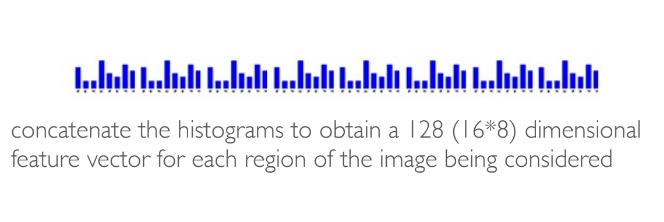 concatenate the histograms to obtain a 128 (16*8) dimensional
feature vector for each region of the image being considered